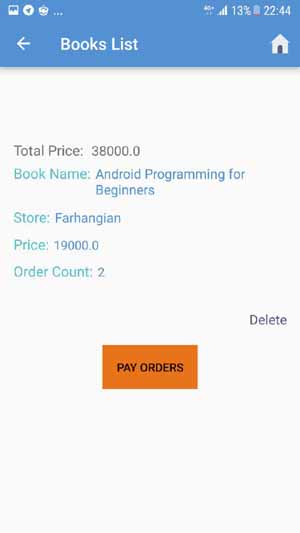 4G+ 13% 22:44
Books List
Total Price: 38000.0
Book Name: Android Programming for
Beginners
Store: Farhangian
Price: 19000.0
Order Count: 2
Delete
PAY ORDERS